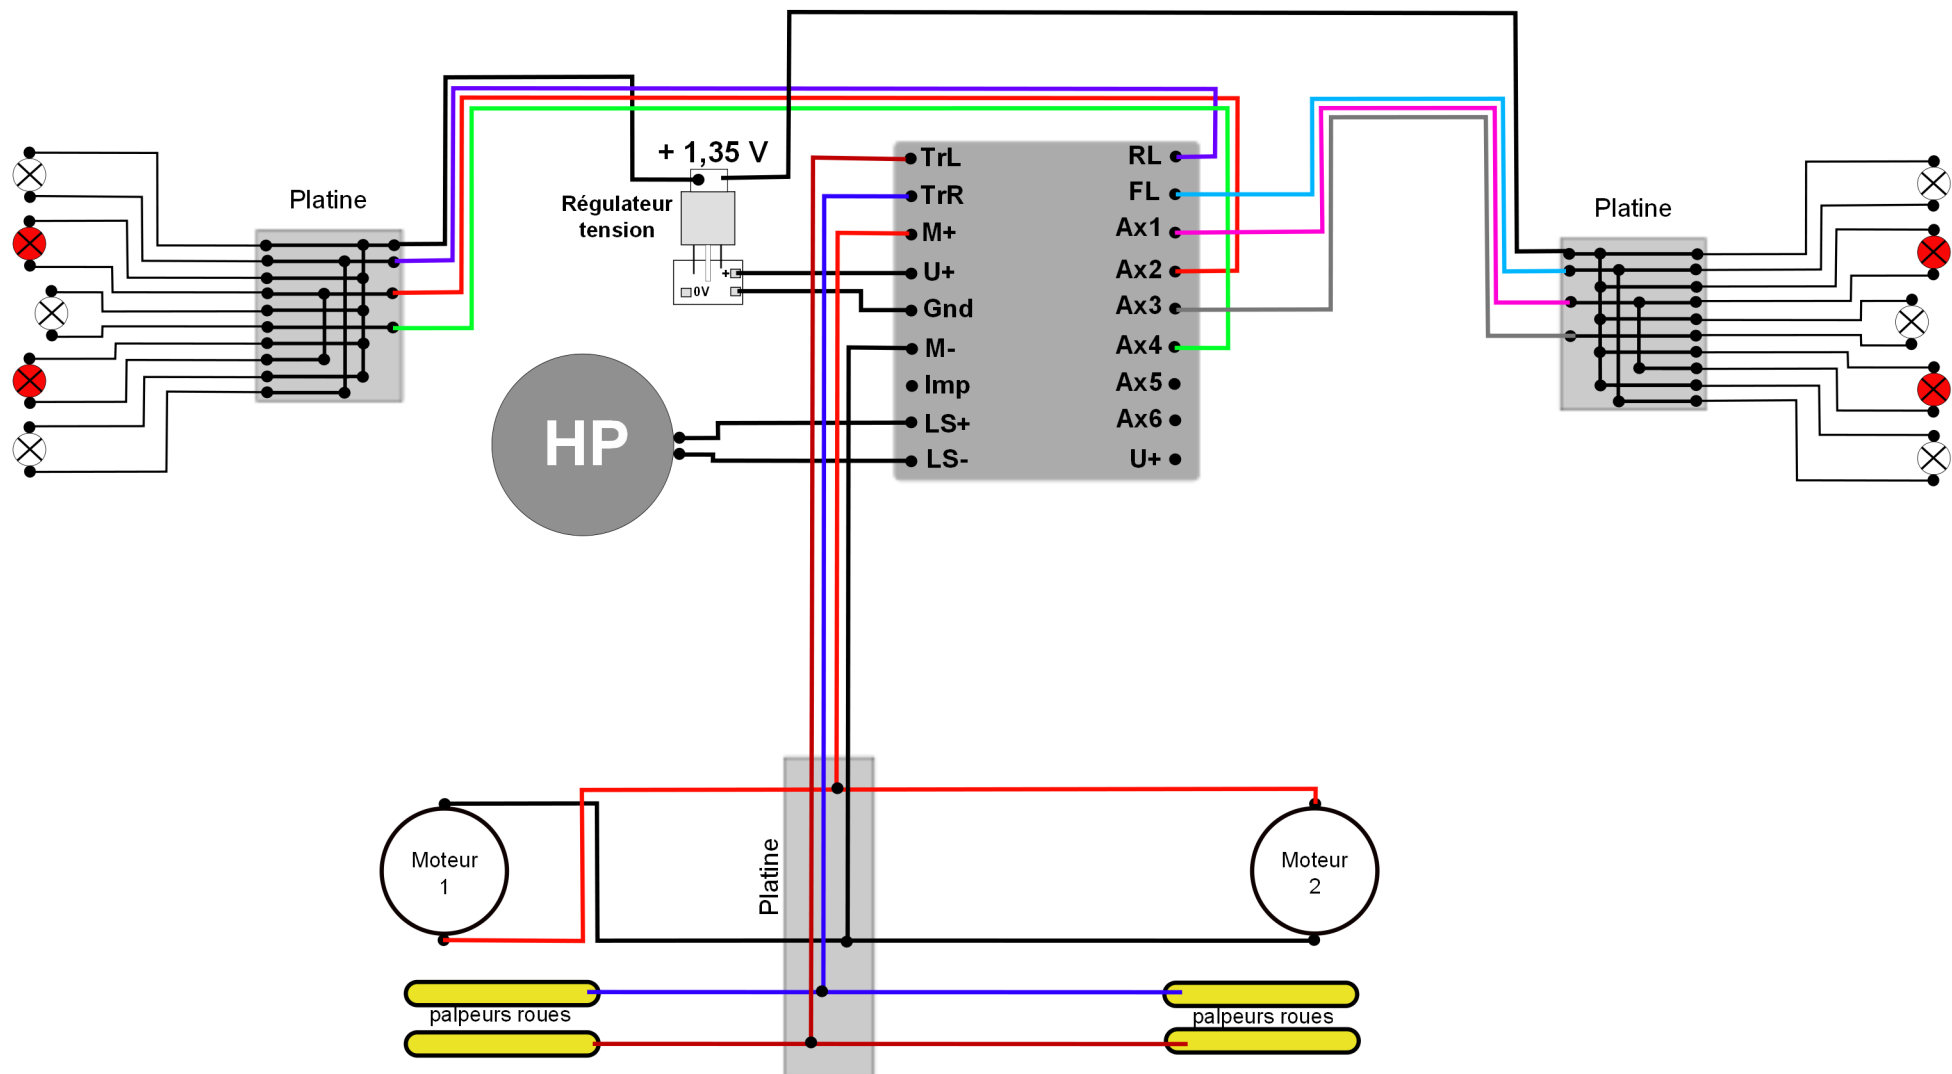 + 1,35 V
Régulateur
tension
+
0V
Platine
Platine
TrL
TrR
M+
U+
Gnd
M-
Imp
LS+
LS-
RL
FL
Ax1
Ax2
Ax3
Ax4
Ax5
Ax6
U+
HP
Platine
Moteur
1
Moteur
2
palpeurs roues
palpeurs roues